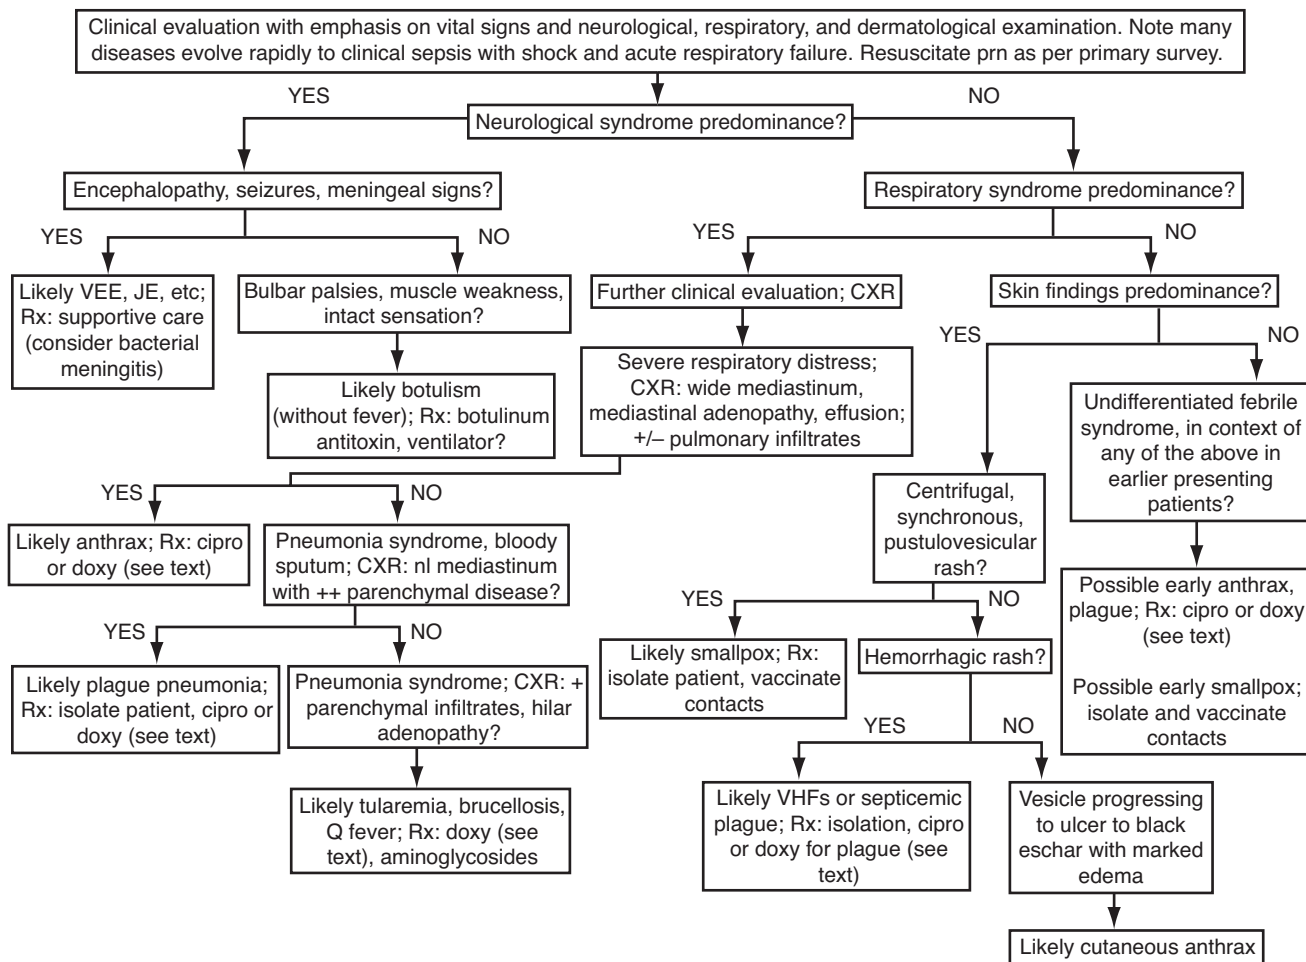 Clinical evaluation with emphasis on vital signs and neurological, respiratory, and dermatological examination. Note many
diseases evolve rapidly to clinical sepsis with shock and acute respiratory failure. Resuscitate prn as per primary survey.
YES
NO
Neurological syndrome predominance?
Encephalopathy, seizures, meningeal signs?
Respiratory syndrome predominance?
YES
NO
YES
NO
Likely VEE, JE, etc;
Rx: supportive care
(consider bacterial
meningitis)
Bulbar palsies, muscle weakness,
intact sensation?
Further clinical evaluation; CXR
Skin findings predominance?
YES
NO
Likely botulism
(without fever); Rx: botulinum
antitoxin, ventilator?
Severe respiratory distress;
CXR: wide mediastinum,
mediastinal adenopathy, effusion;
+/– pulmonary infiltrates
Undifferentiated febrile
syndrome, in context of
any of the above in
earlier presenting
patients?
YES
NO
Centrifugal,
synchronous,
pustulovesicular
rash?
Likely anthrax; Rx: cipro
or doxy (see text)
Pneumonia syndrome, bloody
sputum; CXR: nl mediastinum
with ++ parenchymal disease?
Possible early anthrax,
plague; Rx: cipro or doxy
(see text)
Possible early smallpox;
isolate and vaccinate
contacts
YES
NO
YES
NO
Likely plague pneumonia;
Rx: isolate patient, cipro or
doxy (see text)
Pneumonia syndrome; CXR: +
parenchymal infiltrates, hilar
adenopathy?
Likely smallpox; Rx:
isolate patient, vaccinate
contacts
Hemorrhagic rash?
YES
NO
Likely tularemia, brucellosis,
Q fever; Rx: doxy (see
text), aminoglycosides
Likely VHFs or septicemic
plague; Rx: isolation, cipro
or doxy for plague (see
text)
Vesicle progressing
to ulcer to black
eschar with marked
edema
Likely cutaneous anthrax